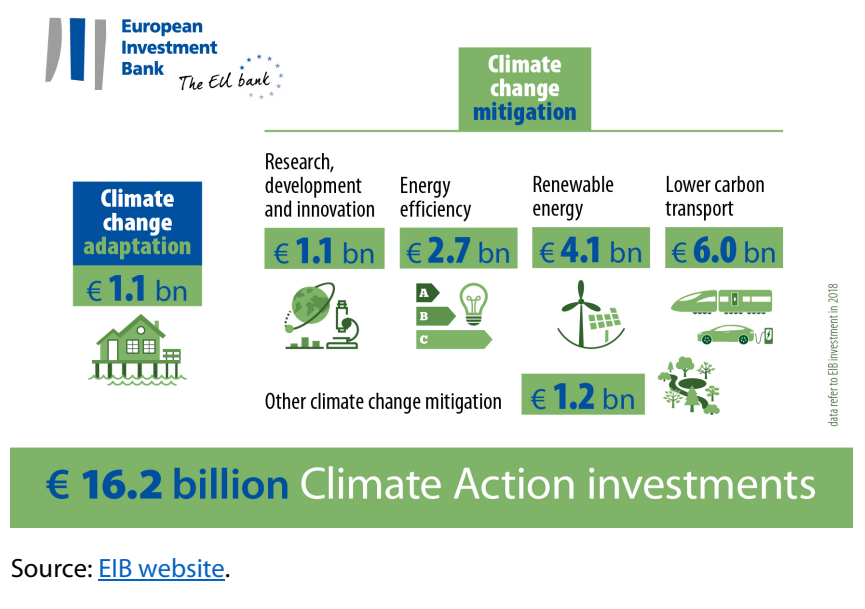 European
Investment
Bank
The EU bank
Climate
change
mitigation
Climate
change
adaptation
€ 1.1 bn
Research,
development
and innovation
€ 1.1 bn
Energy
efficiency
€ 2.7 bn
Renewable
energy
€ 4.1 bn
Lower carbon
transport
€ 6.0 bn
A
B
C
Other climate change mitigation
€ 1.2 bn
data refer to EIB investment in 2018
€ 16.2 billion Climate Action investments
Source: EIB website.